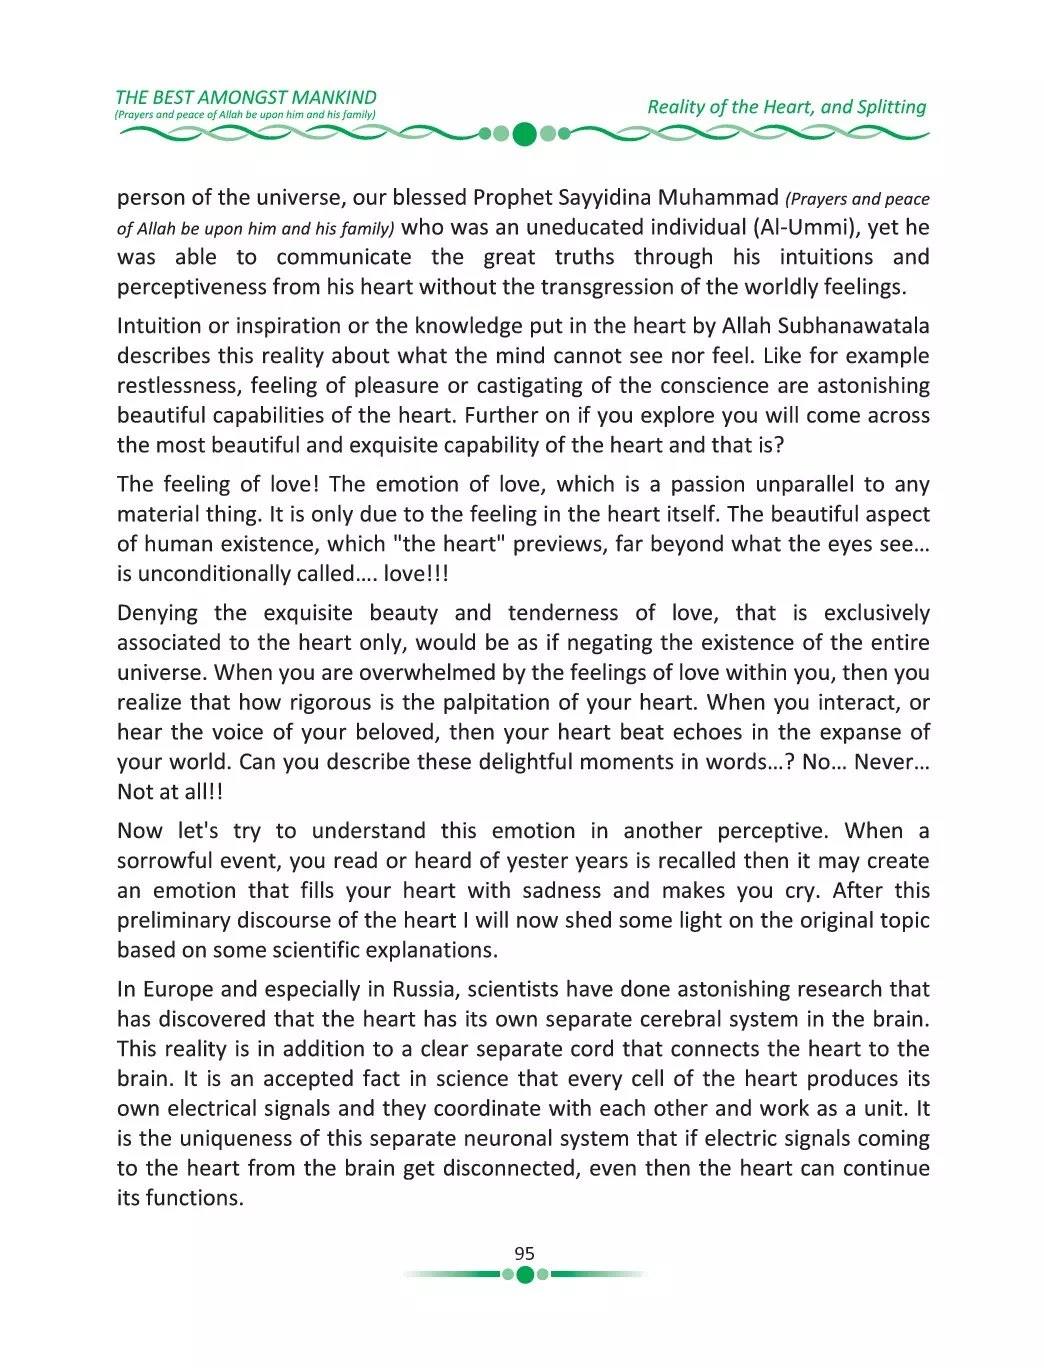 THE BEST AMONGST MANKIND
(Prayers and peace of Allah be upon him and his family)
Reality of the Heart, and Splitting
person of the universe, our blessed Prophet Sayyidina Muhammad (Prayers and peace
of Allah be upon him and his family) who was an uneducated individual (Al-Ummi), yet he
was able to communicate the great truths through his intuitions and
perceptiveness from his heart without the transgression of the worldly feelings.
Intuition or inspiration or the knowledge put in the heart by Allah Subhanawatala
describes this reality about what the mind cannot see nor feel. Like for example
restlessness, feeling of pleasure or castigating of the conscience are astonishing
beautiful capabilities of the heart. Further on if you explore you will come across
the most beautiful and exquisite capability of the heart and that is?
The feeling of love! The emotion of love, which is a passion unparallel to any
material thing. It is only due to the feeling in the heart itself. The beautiful aspect
of human existence, which "the heart" previews, far beyond what the eyes see...
is unconditionally called.... love!!!
Denying the exquisite beauty and tenderness of love, that is exclusively
associated to the heart only, would be as if negating the existence of the entire
universe. When you are overwhelmed by the feelings of love within you, then you
realize that how rigorous is the palpitation of your heart. When you interact, or
hear the voice of your beloved, then your heart beat echoes in the expanse of
your world. Can you describe these delightful moments in words...? No... Never...
Not at all!!
Now let's try to understand this emotion in another perceptive. When a
sorrowful event, you read or heard of yester years is recalled then it may create
an emotion that fills your heart with sadness and makes you cry. After this
preliminary discourse of the heart I will now shed some light on the original topic
based on some scientific explanations.
In Europe and especially in Russia, scientists have done astonishing research that
has discovered that the heart has its own separate cerebral system in the brain.
This reality is in addition to a clear separate cord that connects the heart to the
brain. It is an accepted fact in science that every cell of the heart produces its
own electrical signals and they coordinate with each other and work as a unit. It
is the uniqueness of this separate neuronal system that if electric signals coming
to the heart from the brain get disconnected, even then the heart can continue
its functions.
95